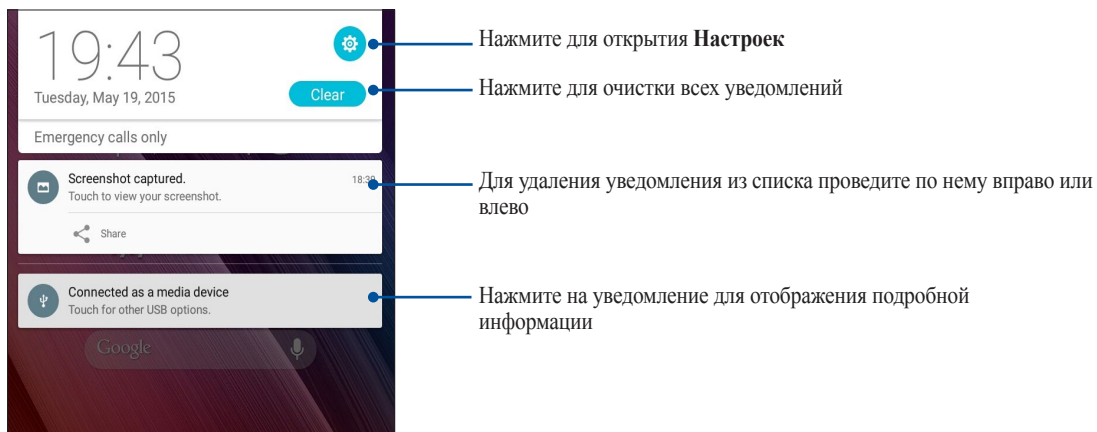 19:43
Нажмите для открытия Настроек
Tuesday, May 19, 2015
Clear
Нажмите для очистки всех уведомлений
Emergency calls only
Screenshot captured.
18:39
Touch to view your screenshot.
Share
Для удаления уведомления из списка проведите по нему вправо или
влево
Connected as a media device
Touch for other USB options.
Нажмите на уведомление для отображения подробной
информации
Google